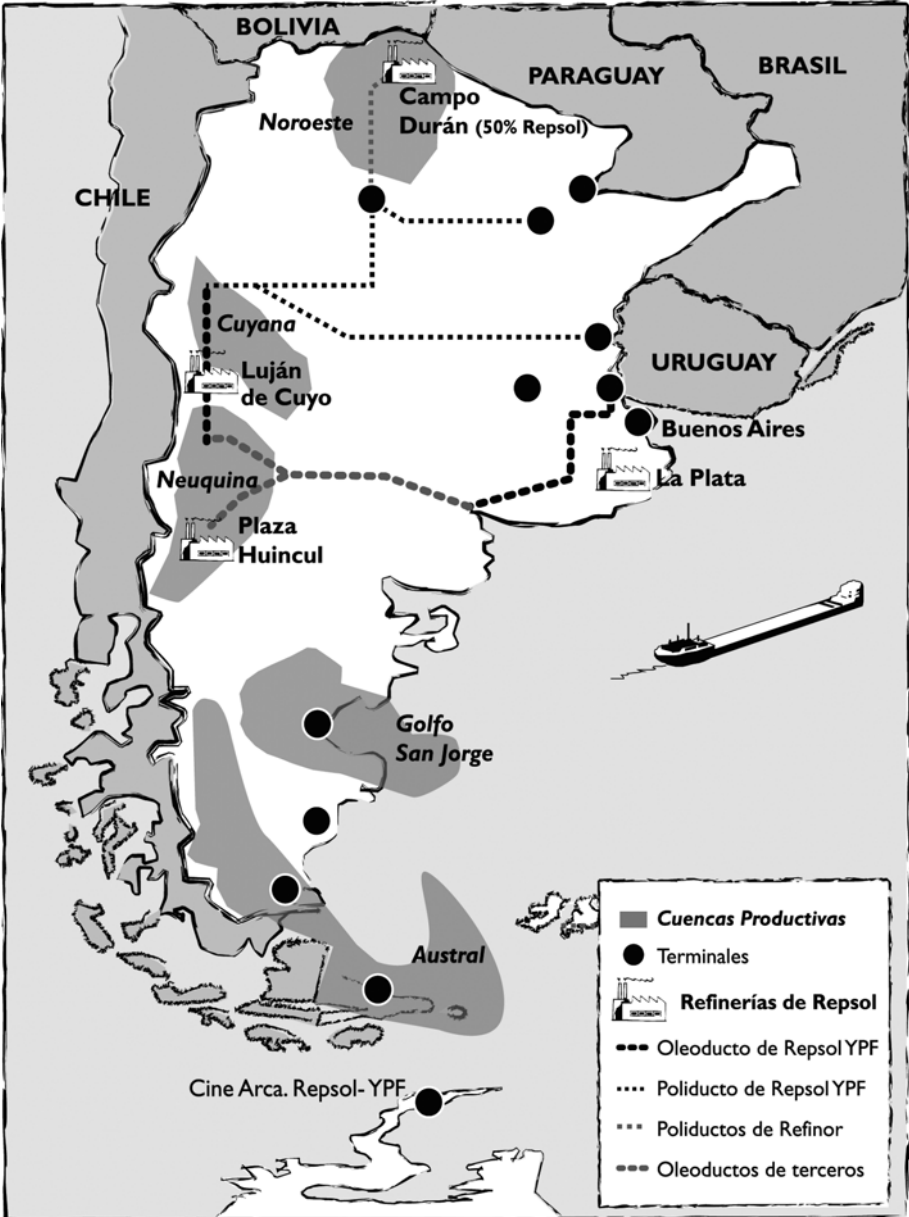 BOLIVIA
PARAGUAY
BRASIL
Campo
Durán (50% Repsol)
Noroeste
CHILE
Cuyana
Luján
de Cuyo
URUGUAY
Buenos Aires
La Plata
Neuquina
Plaza
Huincul
Golfo
San Jorge
Austral
Cine Arca. Repsol-YPF
Cuencas Productivas
Terminales
Refinerías de Repsol
Oleoducto de Repsol YPF
Poliducto de Repsol YPF
Poliductos de Refinor
Oleoductos de terceros